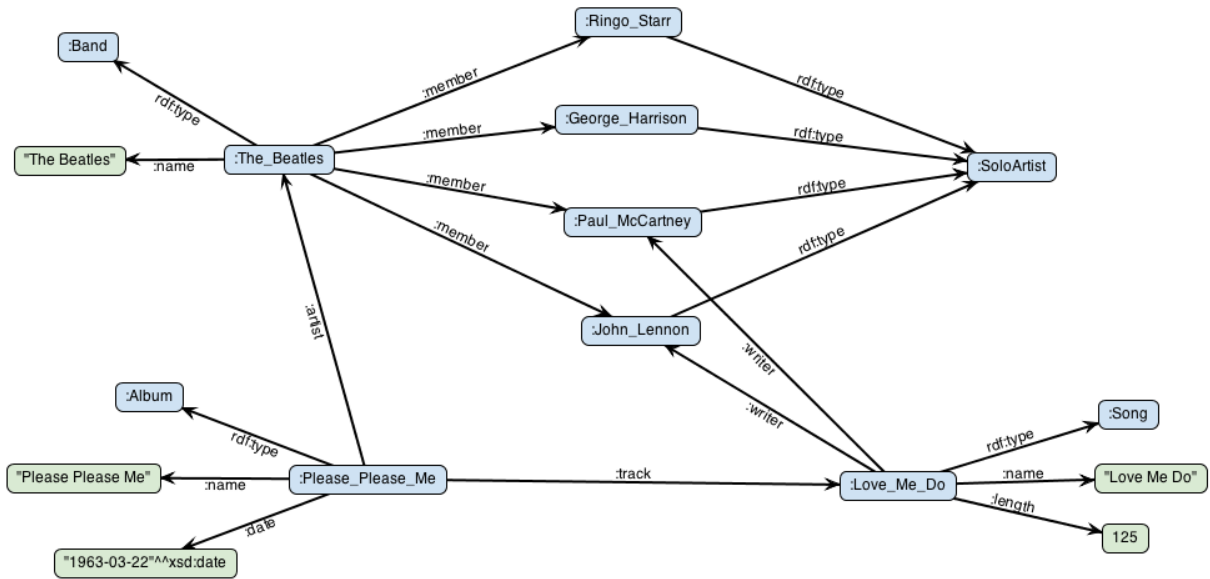 :Ringo_Starr
:Band
:member
rdf:type
rdf:type
:George_Harrison
:member
rdf:type
"The Beatles"
:name
:The_Beatles
:SoloArtist
:member
rdf:type
:Paul_McCartney
:member
rdf:type
:artist
:John_Lennon
:writer
:writer
:Album
rdf:type
:Song
rdf:type
"Please Please Me"
:name
:Please_Please_Me
:track
:Love_Me_Do
:name
"Love Me Do"
:length
:date
125
"1963-03-22"^^xsd:date